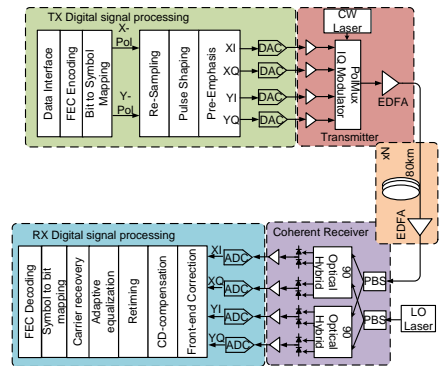 TX Digital signal processing
Data Interface
FEC Encoding
Bit to Symbol
Mapping
X-
Pol
Y-
Pol
Re-Sampling
Pulse Shaping
Pre-Emphasis
XI
XQ
YI
YQ
DAC
DAC
DAC
DAC
CW
Laser
PolMux
IQ Modulator
Transmitter
EDFA
Nx
80km
EDFA
RX Digital signal processing
FEC Decoding
Symbol to bit
mapping
Carrier receovery
Adaptive
equalization
Retiming
CD-compensation
Front-end Correction
XI
XQ
YI
YQ
ADC
ADC
ADC
ADC
Coherent Receiver
90
Optical
Hybrid
90
Optical
Hybrid
PBS
PBS
LO
Laser